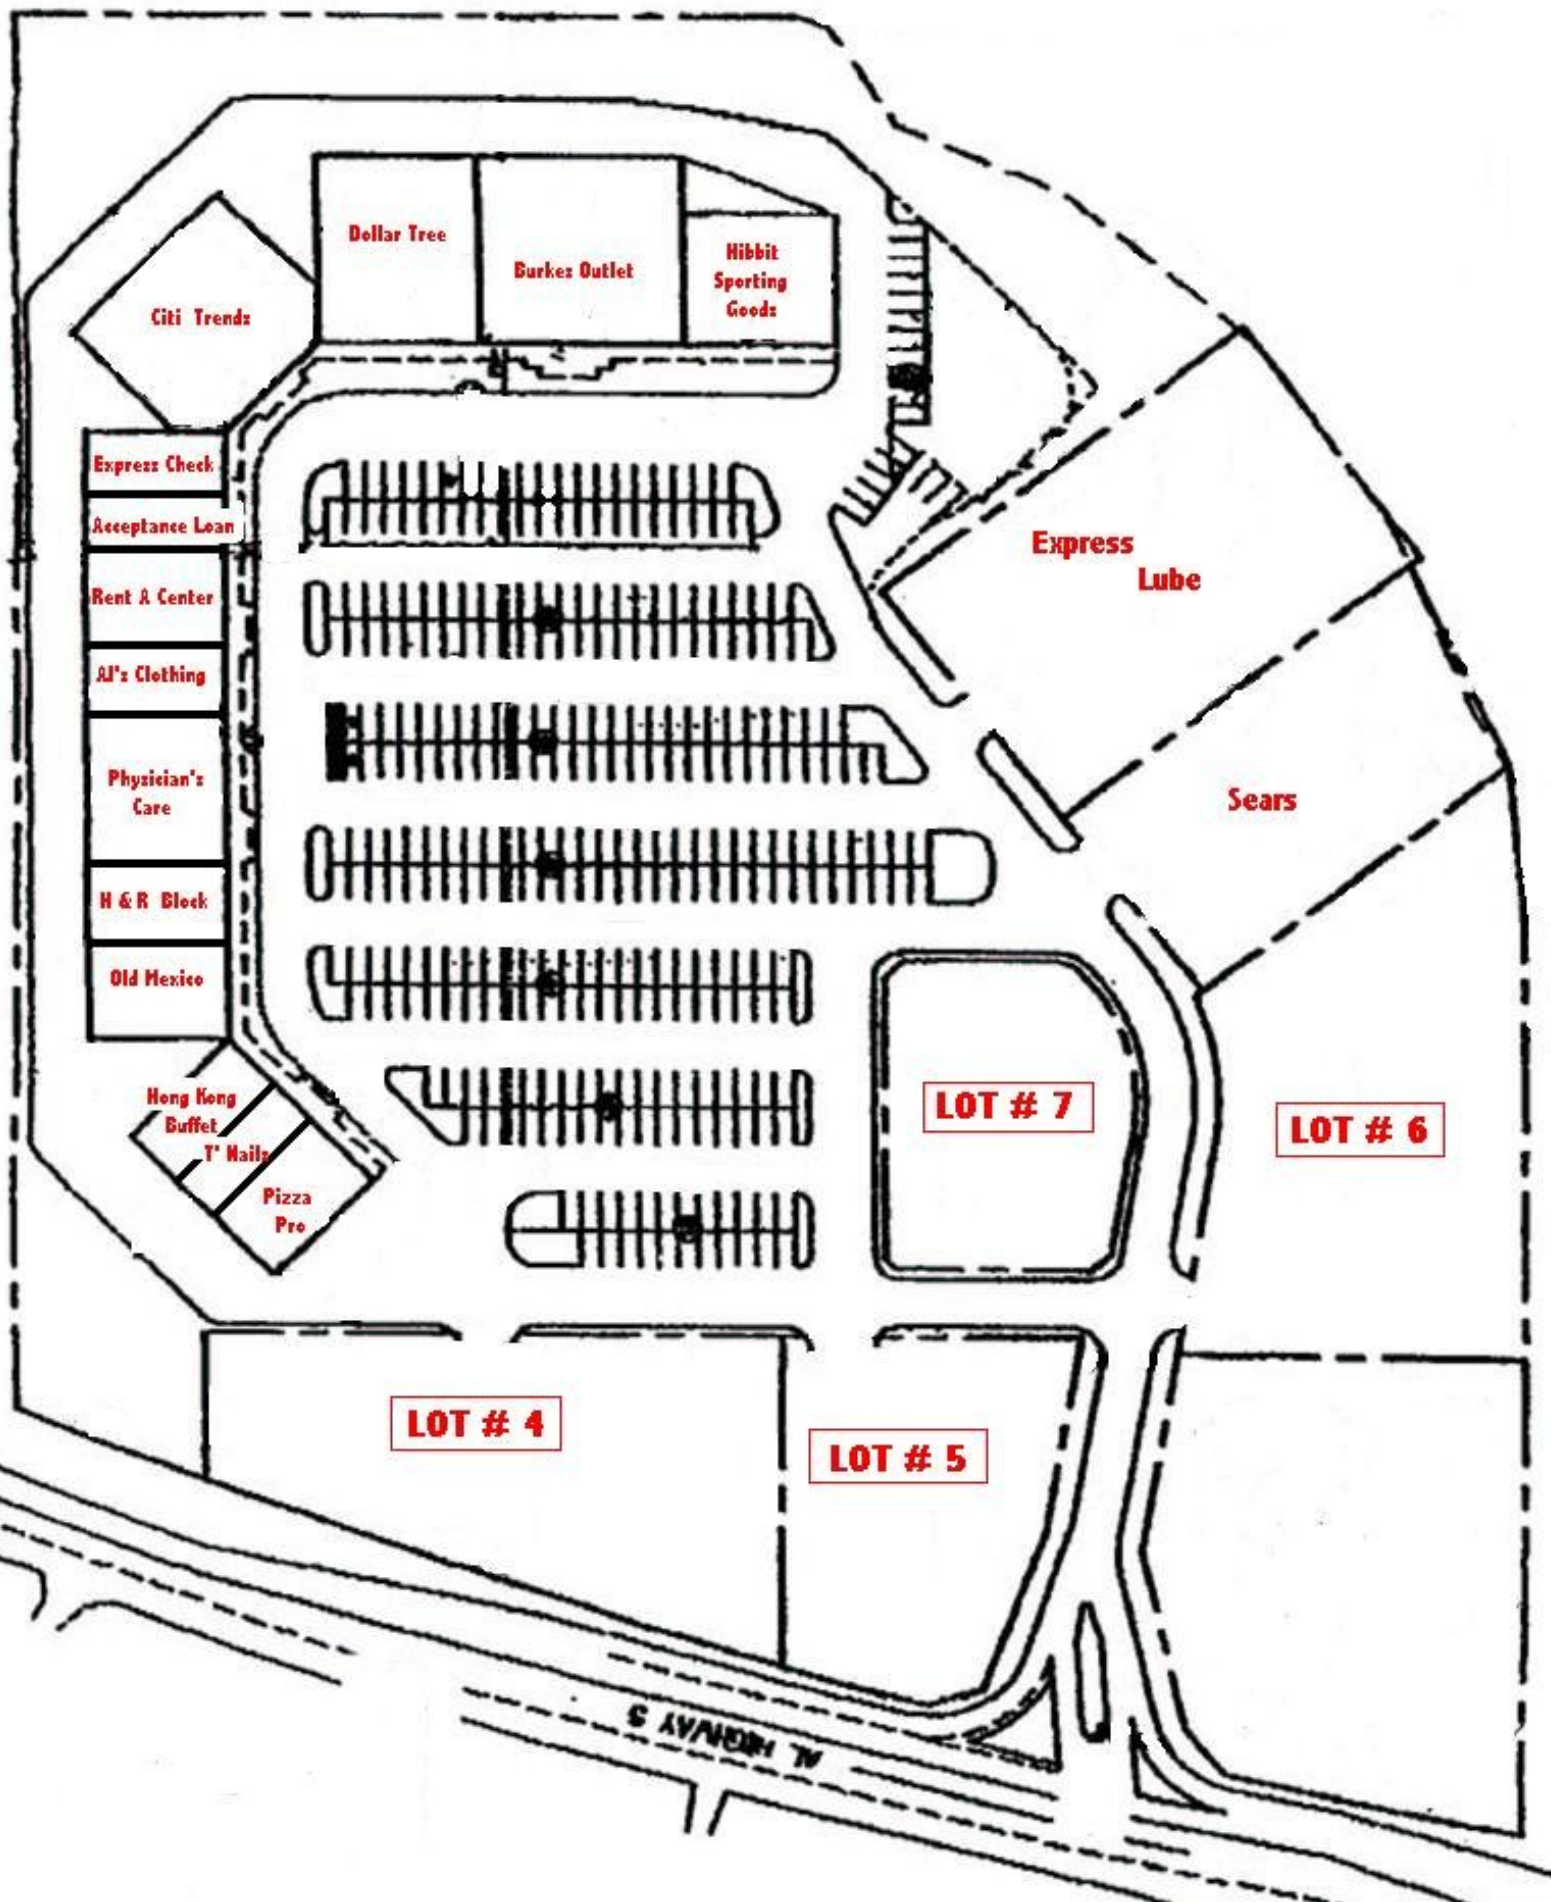 Dollar Tree
Burkes Outlet
Hibbit
Sporting
Goods
Citi Trends
Express Check
Acceptance Loan
Rent A Center
AJ's Clothing
Physician's
Care
H & R Block
Old Mexico
Hong Kong
Buffet
T' Nails
Pizza
Pro
Express
Lube
Sears
LOT # 7
LOT # 6
LOT # 4
LOT # 5
AL HIGHWAY 5